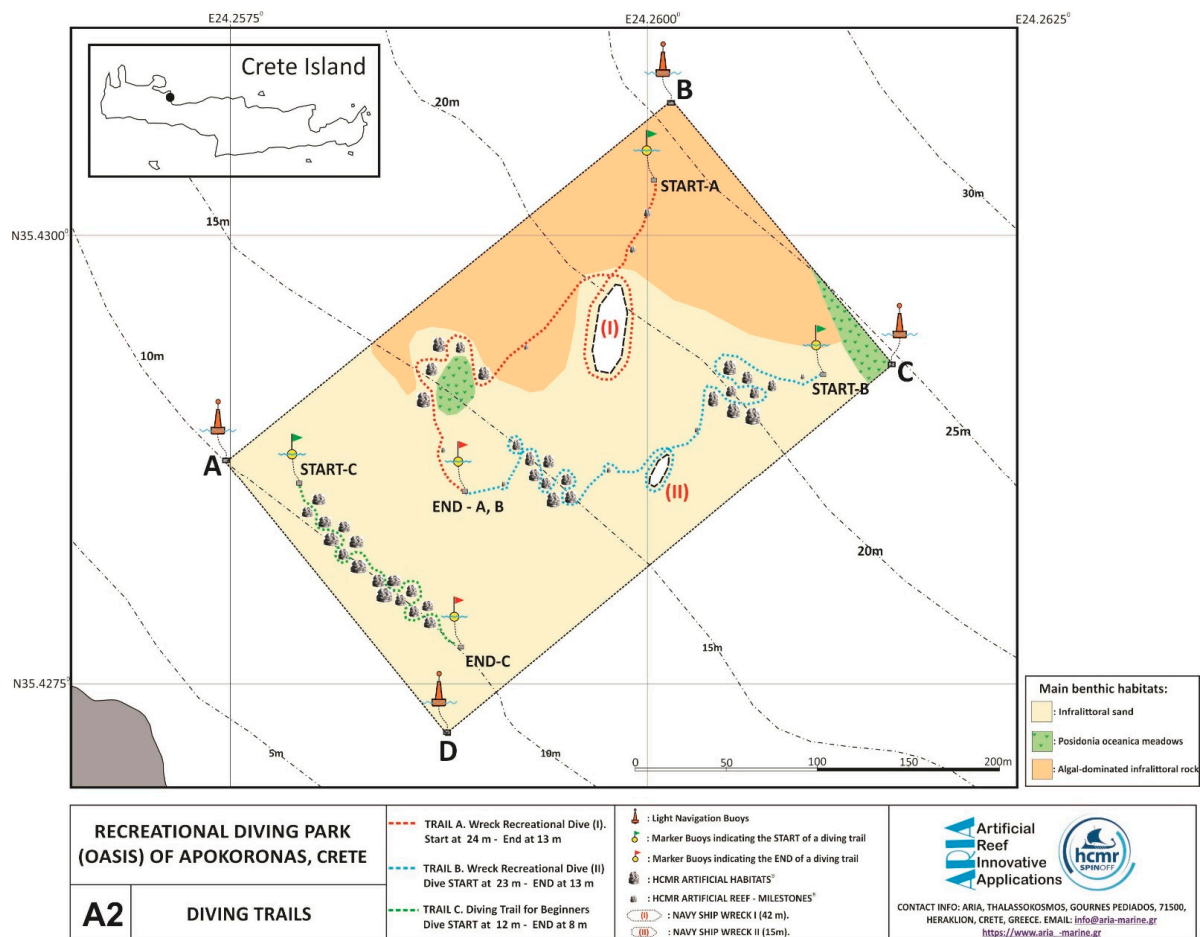 E24.2575⁰
E24.2600⁰
E24.2625⁰
Crete Island
20m
B
START-A
30m
15m
N35.4300⁰
(I)
10m
START-B
C
25m
A
START-C
END - A, B
(II)
20m
END-C
15m
N35.4275⁰
D
5m
10m
0 50 100 150 200m
Main benthic habitats:
: Infralittoral sand
: Posidonia oceanica meadows
: Algal-dominated infralittoral rock
RECREATIONAL DIVING PARK
(OASIS) OF APOKORONAS, CRETE
A2
DIVING TRAILS
TRAIL A. Wreck Recreational Dive (I).
Start at 24 m - End at 13 m
TRAIL B. Wreck Recreational Dive (II)
Dive START at 23 m - END at 13 m
TRAIL C. Diving Trail for Beginners
Dive START at 12 m - END at 8 m
: Light Navigation Buoys
: Marker Buoys indicating the START of a diving trail
: Marker Buoys indicating the END of a diving trail
: HCMR ARTIFICIAL HABITATS®
: HCMR ARTIFICIAL REEF - MILESTONES®
(I) : NAVY SHIP WRECK I (42 m).
(II) : NAVY SHIP WRECK II (15m).
ARIA
Artificial
Reef
Innovative
Applications
hcmr
SPINOFF
CONTACT INFO: ARIA, THALASSOKOSMOS, GOURNES PEDIADOS, 71500,
HERAKLION, CRETE, GREECE. EMAIL: info@aria-marine.gr
https://www.aria_-marine.gr